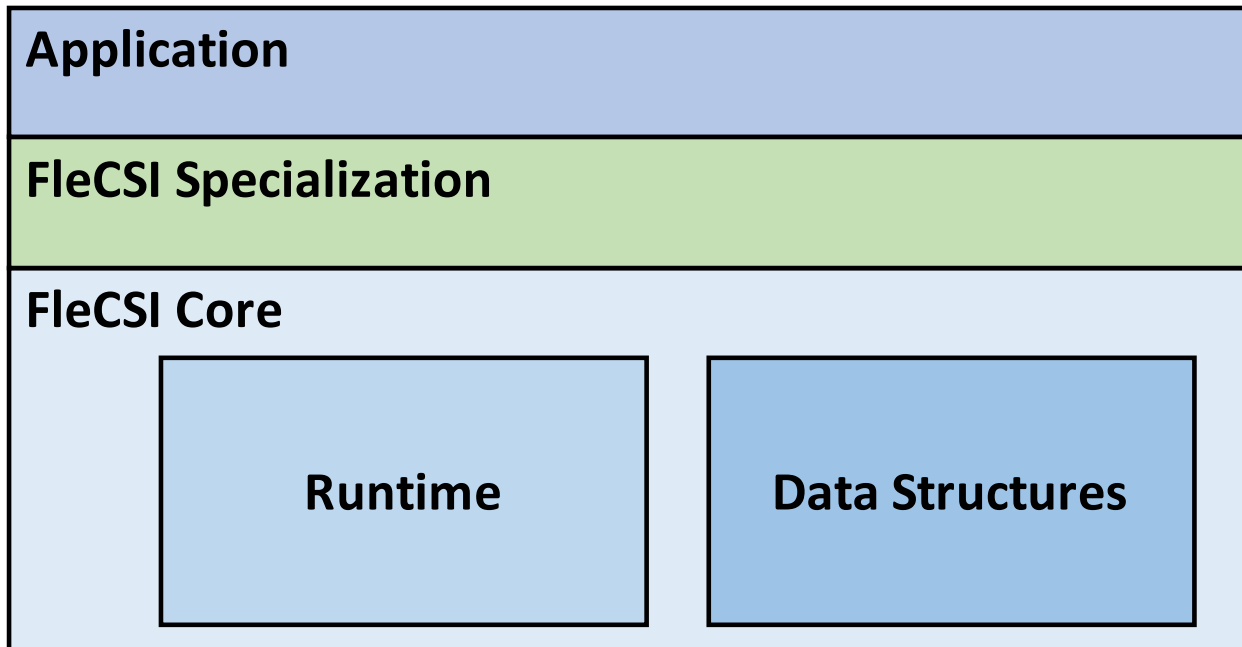 Application
FleCSI Specialization
FleCSI Core
Runtime
Data Structures